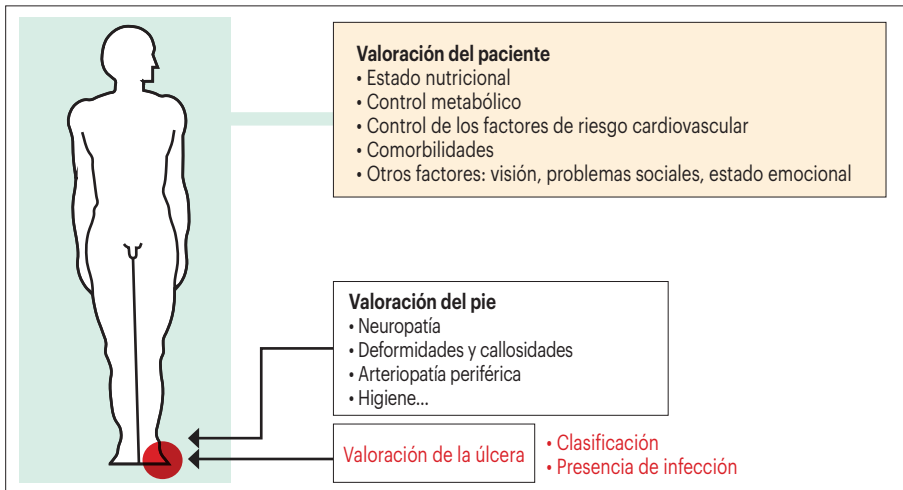 Valoración del paciente
• Estado nutricional
• Control metabólico
• Control de los factores de riesgo cardiovascular
• Comorbilidades
• Otros factores: visión, problemas sociales, estado emocional
Valoración del pie
• Neuropatía
• Deformidades y callosidades
• Arteriopatía periférica
• Higiene...
Valoración de la úlcera
• Clasificación
• Presencia de infección